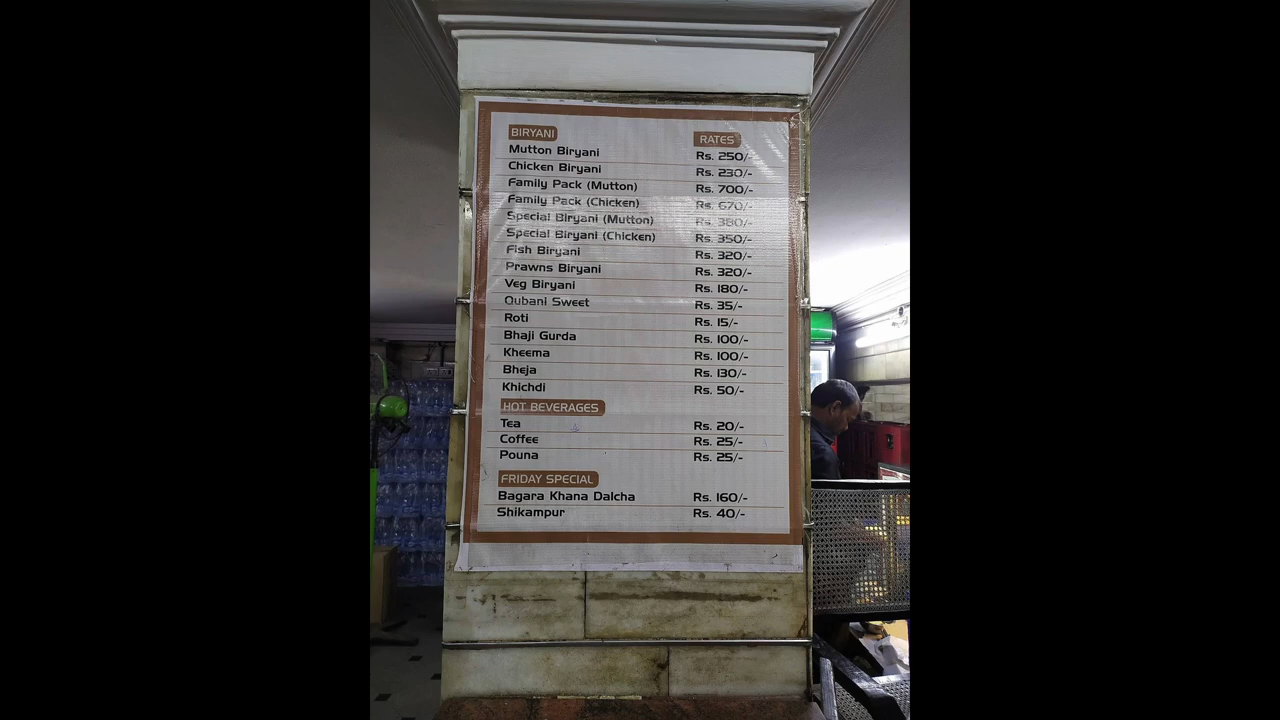 BIRYANI RATES
Mutton Biryani Rs. 250/-
Chicken Biryani Rs. 230/-
Family Pack (Mutton) Rs. 700/-
Family Pack (Chicken) Rs. 670/-
Special Biryani (Mutton) Rs. 380/-
Special Biryani (Chicken) Rs. 350/-
Fish Biryani Rs. 320/-
Prawns Biryani Rs. 320/-
Veg Biryani Rs. 180/-
Qubani Sweet Rs. 35/-
Roti Rs. 15/-
Bhaji Gurda Rs. 100/-
Kheema Rs. 100/-
Bheja Rs. 130/-
Khichdi Rs. 50/-
HOT BEVERAGES
Tea Rs. 20/-
Coffee Rs. 25/-
Pouna Rs. 25/-
FRIDAY SPECIAL
Bagara Khana Dalcha Rs. 160/-
Shikampur Rs. 40/-